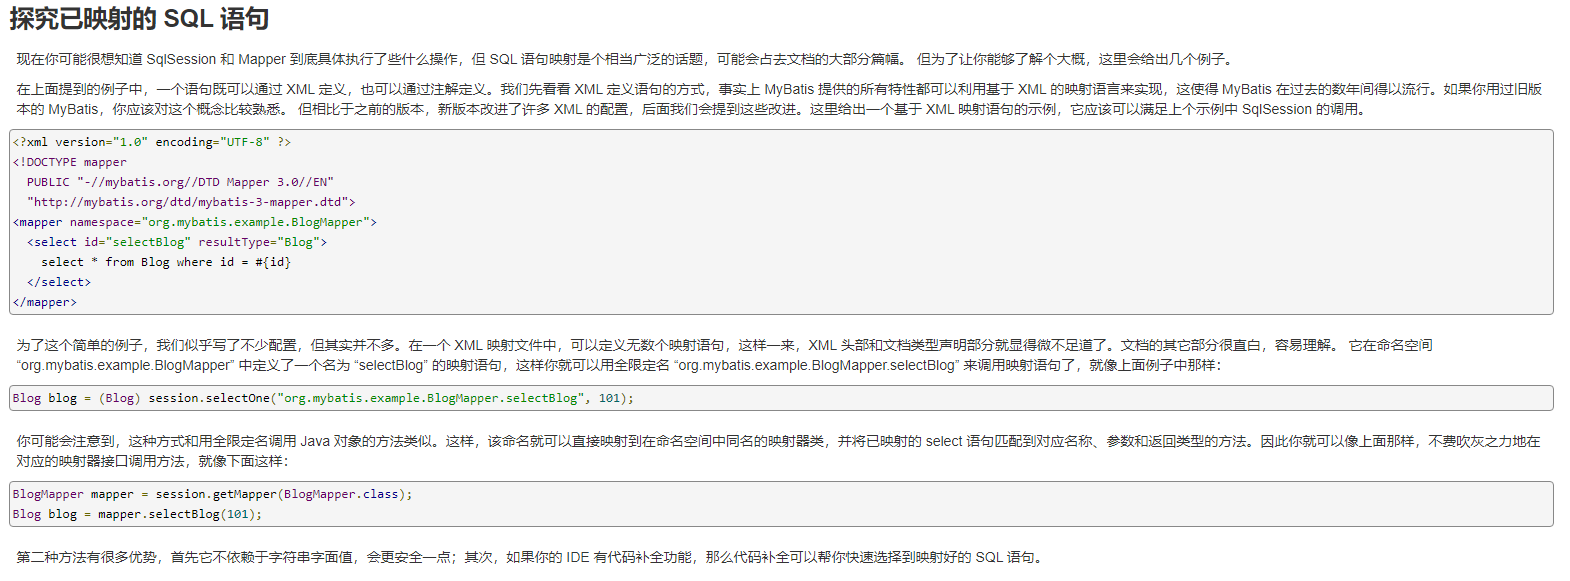 探究已映射的 SQL 语句
现在你可能很想知道 SqlSession 和 Mapper 到底具体执行了些什么操作，但 SQL 语句映射是个相当广泛的话题，可能会占去文档的大部分篇幅。 但为了让你能够了解个大概，这里会给出几个例子。
在上面提到的例子中，一个语句既可以通过 XML 定义，也可以通过注解定义。我们先看看 XML 定义语句的方式，事实上 MyBatis 提供的所有特性都可以利用基于 XML 的映射语言来实现，这使得 MyBatis 在过去的数年间得以流行。如果你用过旧版
本的 MyBatis，你应该对这个概念比较熟悉。 但相比于之前的版本，新版本改进了许多 XML 的配置，后面我们会提到这些改进。这里给出一个基于 XML 映射语句的示例，它应该可以满足上个示例中 SqlSession 的调用。
<?xml version="1.0" encoding="UTF-8" ?>
<!DOCTYPE mapper
  PUBLIC "-//mybatis.org//DTD Mapper 3.0//EN"
  "http://mybatis.org/dtd/mybatis-3-mapper.dtd">
<mapper namespace="org.mybatis.example.BlogMapper">
  <select id="selectBlog" resultType="Blog">
    select * from Blog where id = #{id}
  </select>
</mapper>
为了这个简单的例子，我们似乎写了不少配置，但其实并不多。在一个 XML 映射文件中，可以定义无数个映射语句，这样一来，XML 头部和文档类型声明部分就显得微不足道了。文档的其它部分很直白，容易理解。 它在命名空间
“org.mybatis.example.BlogMapper” 中定义了一个名为 “selectBlog” 的映射语句，这样你就可以用全限定名 “org.mybatis.example.BlogMapper.selectBlog” 来调用映射语句了，就像上面例子中那样：
Blog blog = (Blog) session.selectOne("org.mybatis.example.BlogMapper.selectBlog", 101);
你可能会注意到，这种方式和用全限定名调用 Java 对象的方法类似。这样，该命名就可以直接映射到在命名空间中同名的映射器类，并将已映射的 select 语句匹配到对应名称、参数和返回类型的方法。因此你就可以像上面那样，不费吹灰之力地在
对应的映射器接口调用方法，就像下面这样：
BlogMapper mapper = session.getMapper(BlogMapper.class);
Blog blog = mapper.selectBlog(101);
第二种方法有很多优势，首先它不依赖于字符串字面值，会更安全一点；其次，如果你的 IDE 有代码补全功能，那么代码补全可以帮你快速选择到映射好的 SQL 语句。